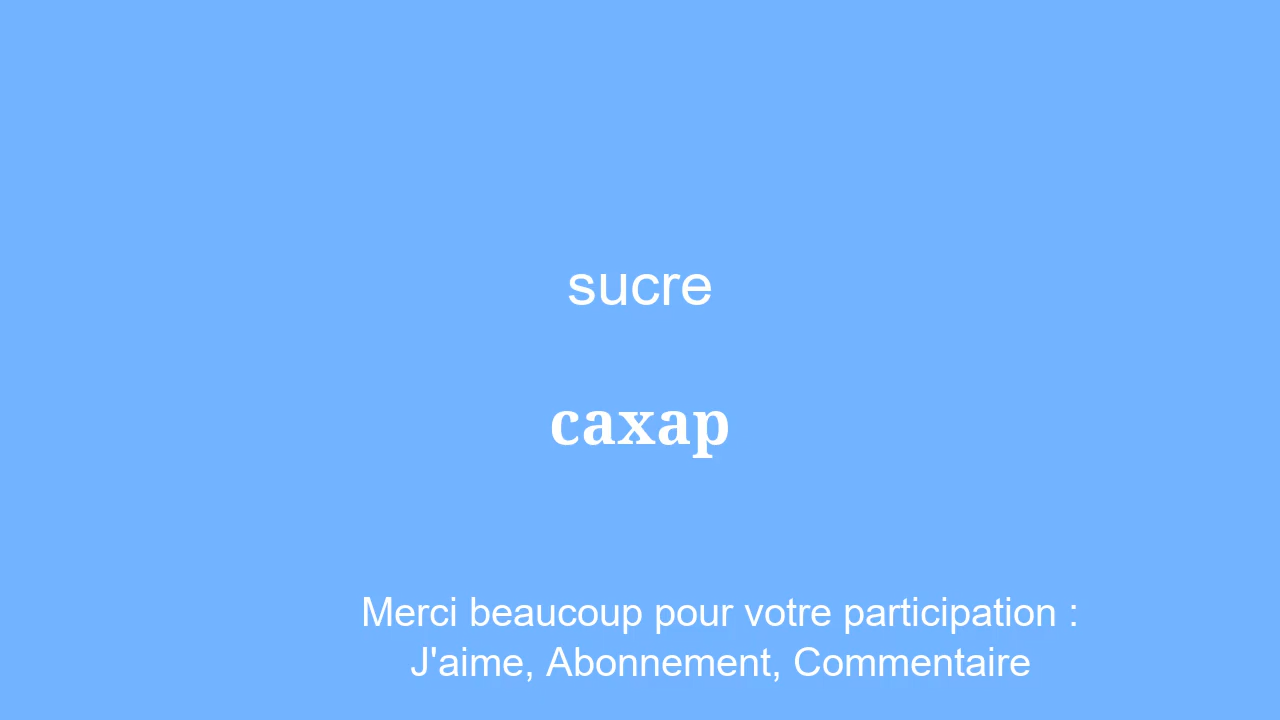 sucre
сахар
Merci beaucoup pour votre participation :
J'aime, Abonnement, Commentaire